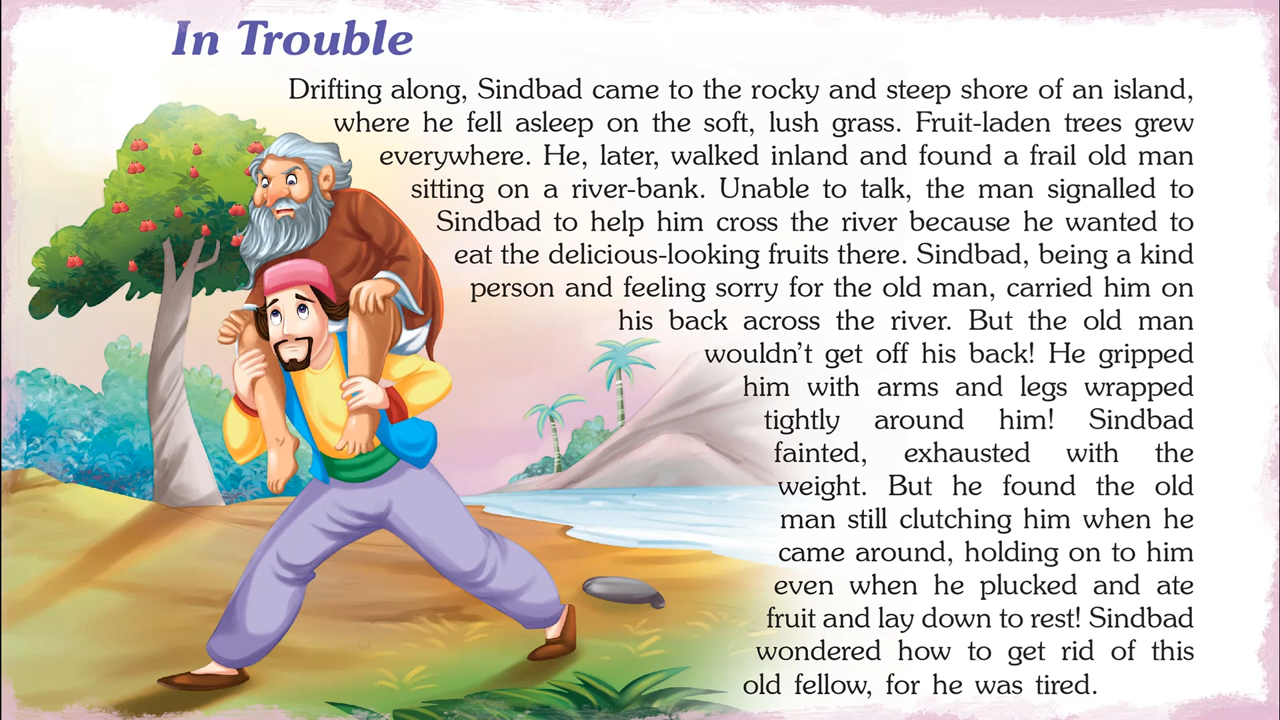 In Trouble
Drifting along, Sindbad came to the rocky and steep shore of an island,
where he fell asleep on the soft, lush grass. Fruit-laden trees grew
everywhere. He, later, walked inland and found a frail old man
sitting on a river-bank. Unable to talk, the man signalled to
Sindbad to help him cross the river because he wanted to
eat the delicious-looking fruits there. Sindbad, being a kind
person and feeling sorry for the old man, carried him on
his back across the river. But the old man
wouldn’t get off his back! He gripped
him with arms and legs wrapped
tightly around him! Sindbad
fainted, exhausted with the
weight. But he found the old
man still clutching him when he
came around, holding on to him
even when he plucked and ate
fruit and lay down to rest! Sindbad
wondered how to get rid of this
old fellow, for he was tired.